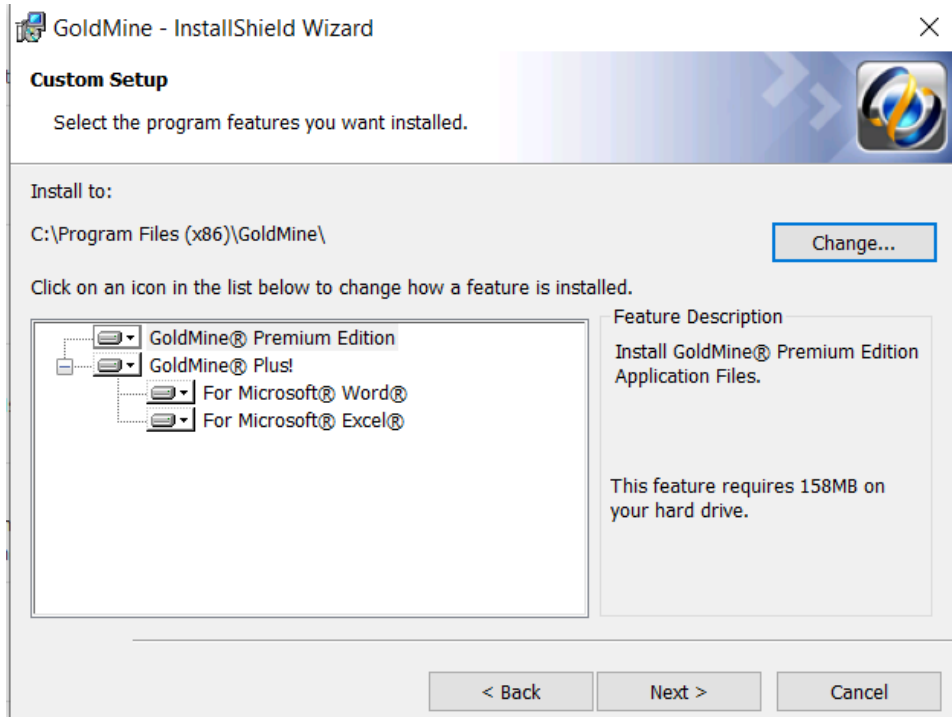 GoldMine - InstallShield Wizard
Custom Setup
Select the program features you want installed.
Install to:
C:\Program Files (x86)\GoldMine\
Change...
Click on an icon in the list below to change how a feature is installed.
GoldMine® Premium Edition
GoldMine® Plus!
For Microsoft® Word®
For Microsoft® Excel®
Feature Description
Install GoldMine® Premium Edition
Application Files.
This feature requires 158MB on
your hard drive.
< Back
Next >
Cancel